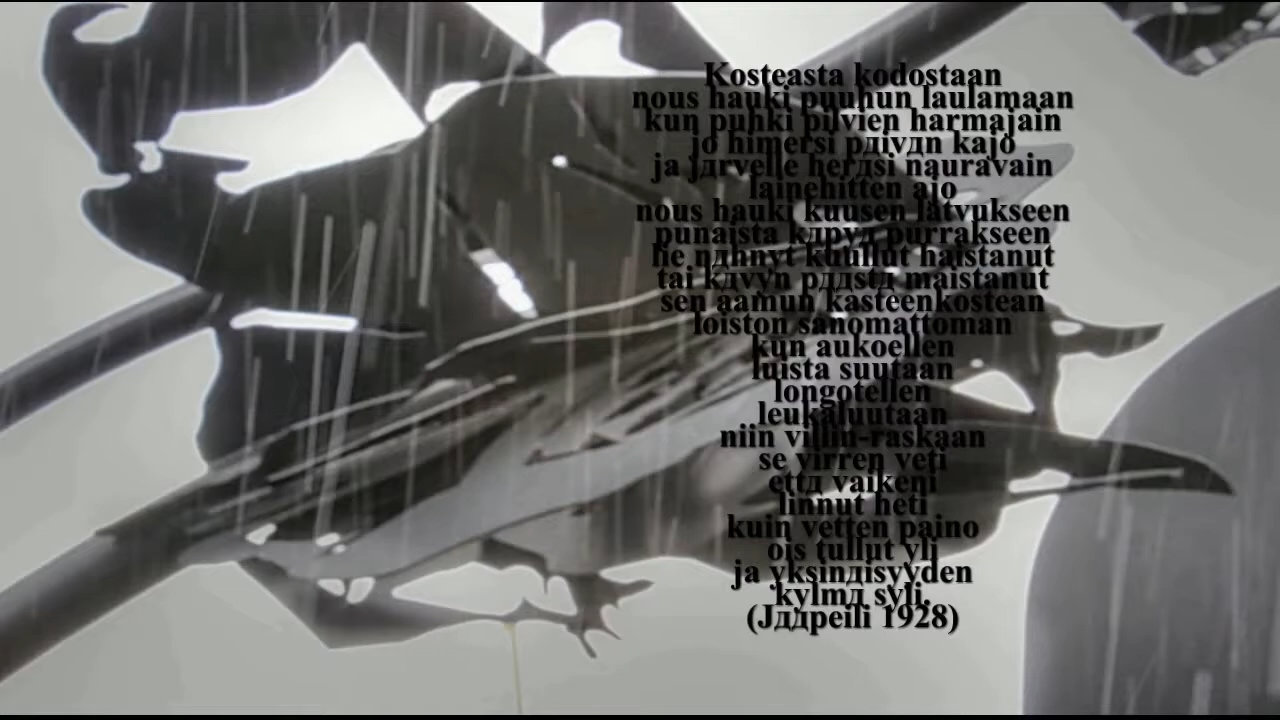 Kosteasta kodostaan
nous hauki puuhun laulamaan
kun puhki pilvien harmajain
jo himersi pдivдn kajo
ja jдrvelle herдsi nauravain
lainehitten ajo
nous hauki kuusen latvukseen
punaista kдpyд purrakseen
lie nдhnyt kuullut haistanut
tai kдvyn pддstд maistanut
sen aamun kasteenkostean
loiston sanomattoman
kun aukoellen
luista suutaan
longotellen
leukaluutaan
niin villin-raskaan
se virren veti
ettд vaikeni
linnut heti
kuin vetten paino
ois tullut yli
ja yksinдisyyden
kylmд syli.
(Jддpeili 1928)